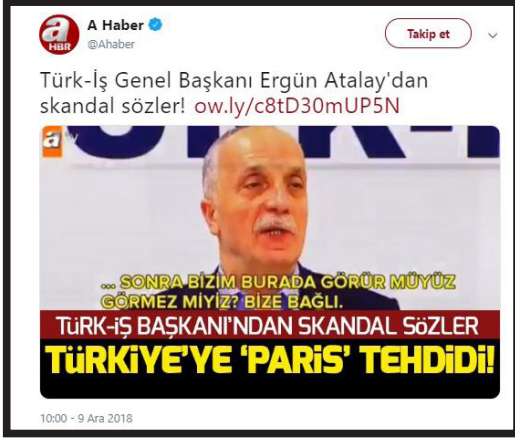 A Haber
@Ahaber
Takip et
Türk-İş Genel Başkanı Ergün Atalay'dan
skandal sözler! ow.ly/c8tD30mUP5N
a
... SONRA BİZİM BURADA GÖRÜR MÜYÜZ
GÖRMEZ MİYİZ? BİZE BAĞLI.
TÜRK-İŞ BAŞKANI'NDAN SKANDAL SÖZLER
TÜRKİYE'YE 'PARİS' TEHDİDİ!
10:00 - 9 Ara 2018